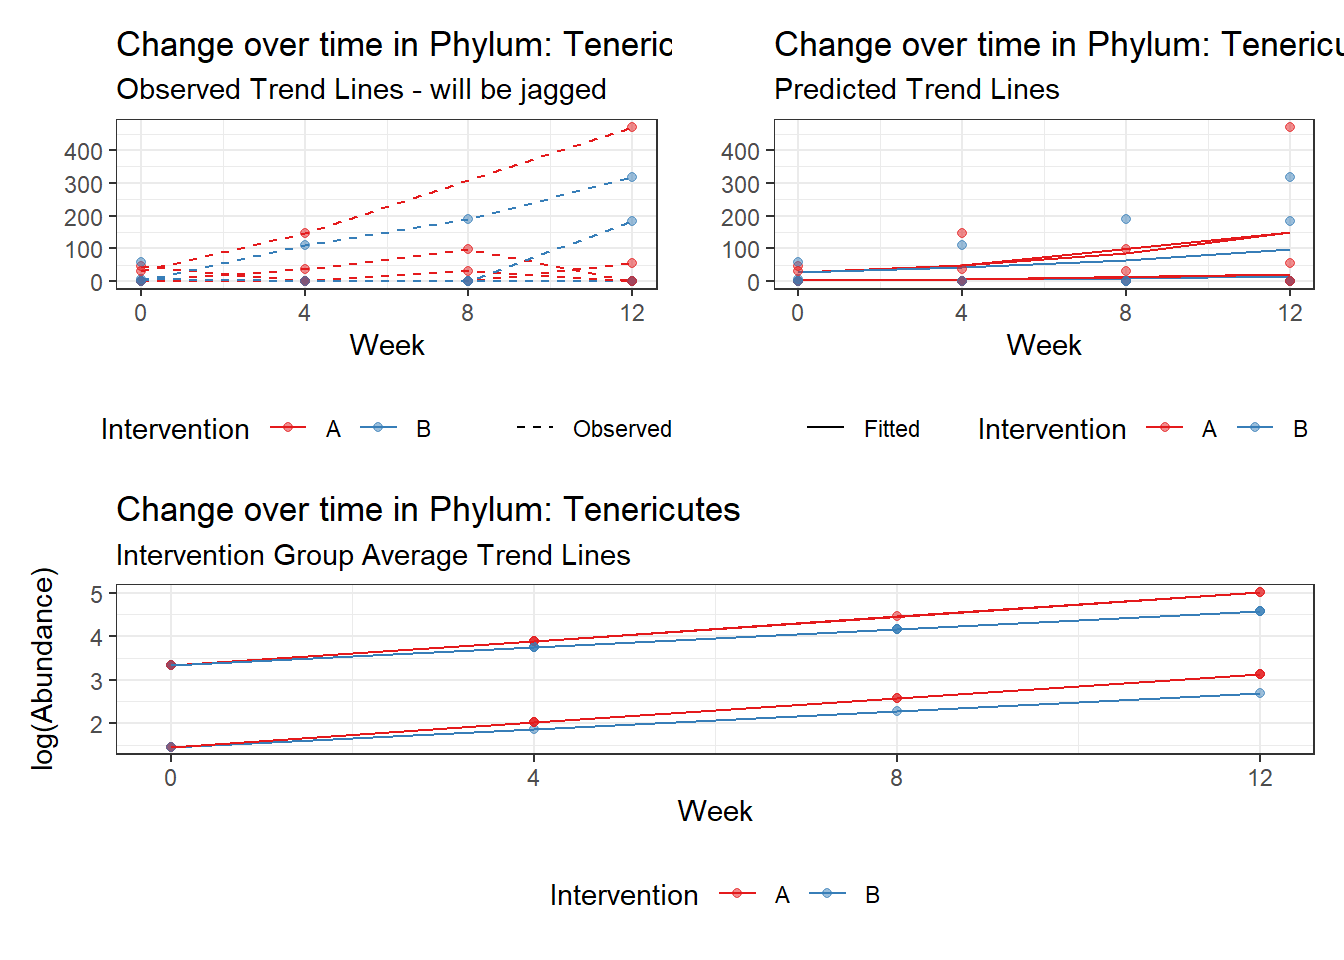 Change over time in Phylum: Teneric
Observed Trend Lines - will be jagged
400
300
200
100
0
0 4 8 12
Week
Intervention A B Observed
Change over time in Phylum: Tenericu
Predicted Trend Lines
400
300
200
100
0
0 4 8 12
Week
Fitted Intervention A B
Change over time in Phylum: Tenericutes
Intervention Group Average Trend Lines
log(Abundance)
5
4
3
2
0 4 8 12
Week
Intervention A B